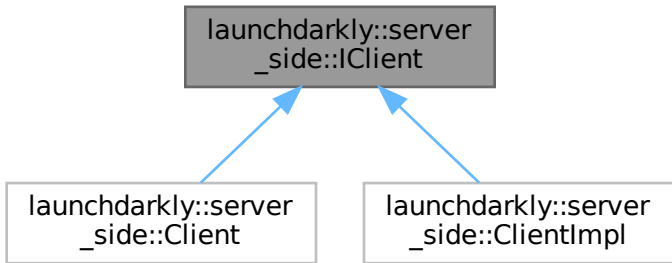 launchdarkly::server
_side::IClient
launchdarkly::server
_side::Client
launchdarkly::server
_side::ClientImpl